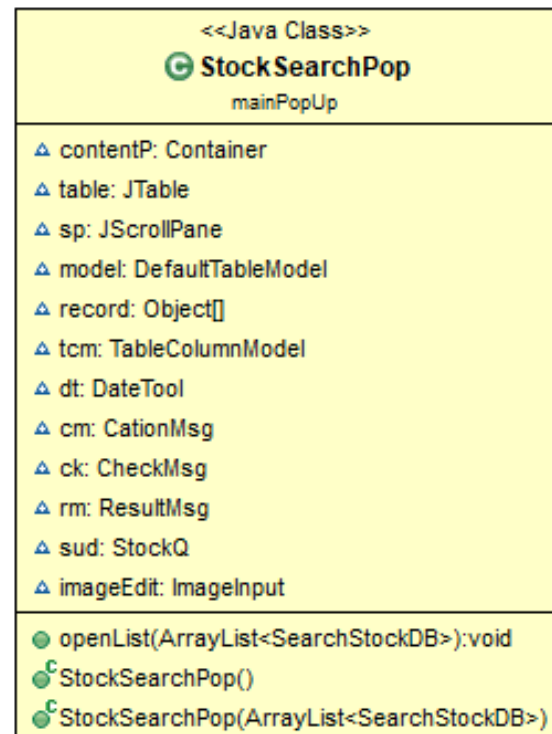 <<Java Class>>
StockSearchPop
mainPopUp
contentP: Container
table: JTable
sp: JScrollPane
model: DefaultTableModel
record: Object[]
tcm: TableColumnModel
dt: DateTool
cm: CationMsg
ck: CheckMsg
rm: ResultMsg
sud: StockQ
imageEdit: ImageInput
openList(ArrayList<SearchStockDB>):void
StockSearchPop()
StockSearchPop(ArrayList<SearchStockDB>)